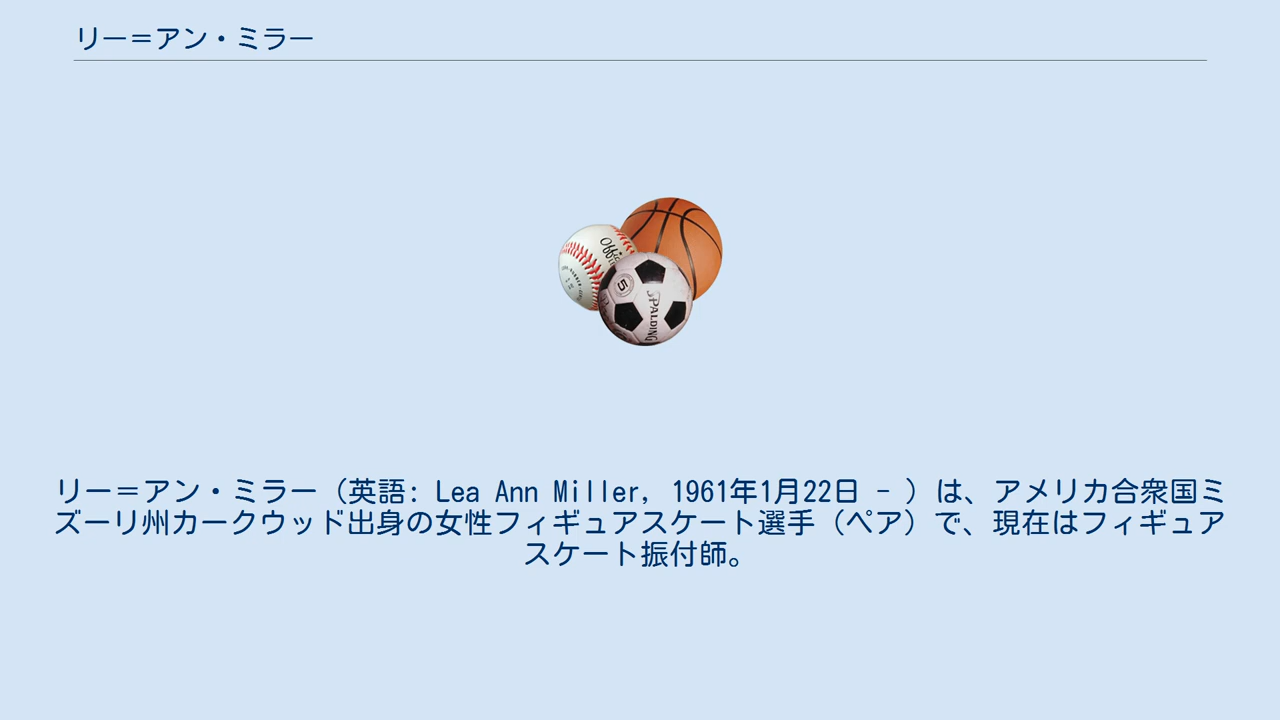 リー＝アン・ミラー
Offi
5
SPALDING
リー＝アン・ミラー（英語: Lea Ann Miller, 1961年1月22日 - ）は、アメリカ合衆国ミ
ズーリ州カークウッド出身の女性フィギュアスケート選手（ペア）で、現在はフィギュア
スケート振付師。